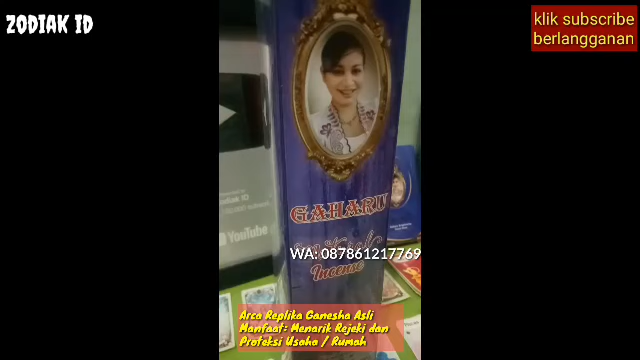 ZODIAK ID
klik subscribe
berlangganan
GAHARU
WA: 087861217769
Incense
YouTube
Arca Replika Ganesha Asli
Manfaat: Menarik Rejeki dan
Proteksi Usaha / Rumah